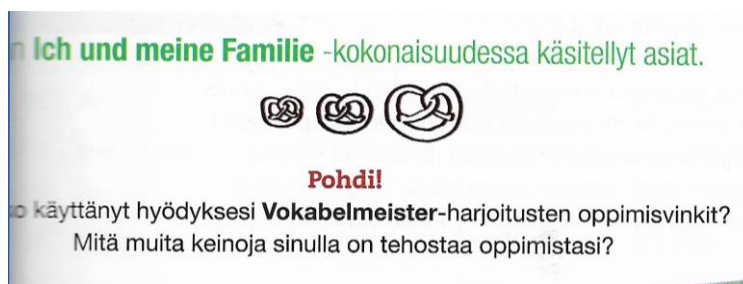 Ich und meine Familie -kokonaisuudessa käsitellyt asiat.
Pohdi!
käyttänyt hyödyksesi Vokabelmeister-harjoitusten oppimisvinkit?
Mitä muita keinoja sinulla on tehostaa oppimistasi?